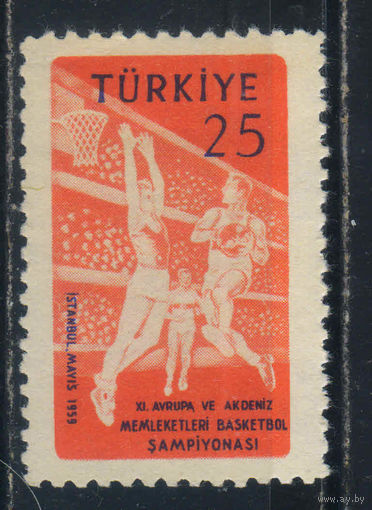 TÜRKİYE
25
İSTANBUL, MAYIS 1959
XI. AVRUPA VE AKDENİZ
MEMLEKETLERİ BASKETBOL
ŞAMPİYONASI
www.ay.by